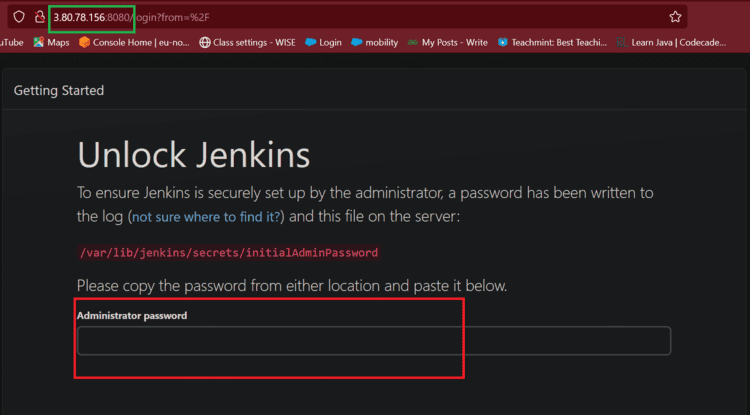 3.80.78.156:8080/login?from=%2F
uTube Maps Console Home | eu-no... Class settings - WISE Login mobility My Posts - Write Teachmint: Best Teachi... Learn Java | Codecade...
Getting Started
Unlock Jenkins
To ensure Jenkins is securely set up by the administrator, a password has been written to
the log (not sure where to find it?) and this file on the server:
/var/lib/jenkins/secrets/initialAdminPassword
Please copy the password from either location and paste it below.
Administrator password